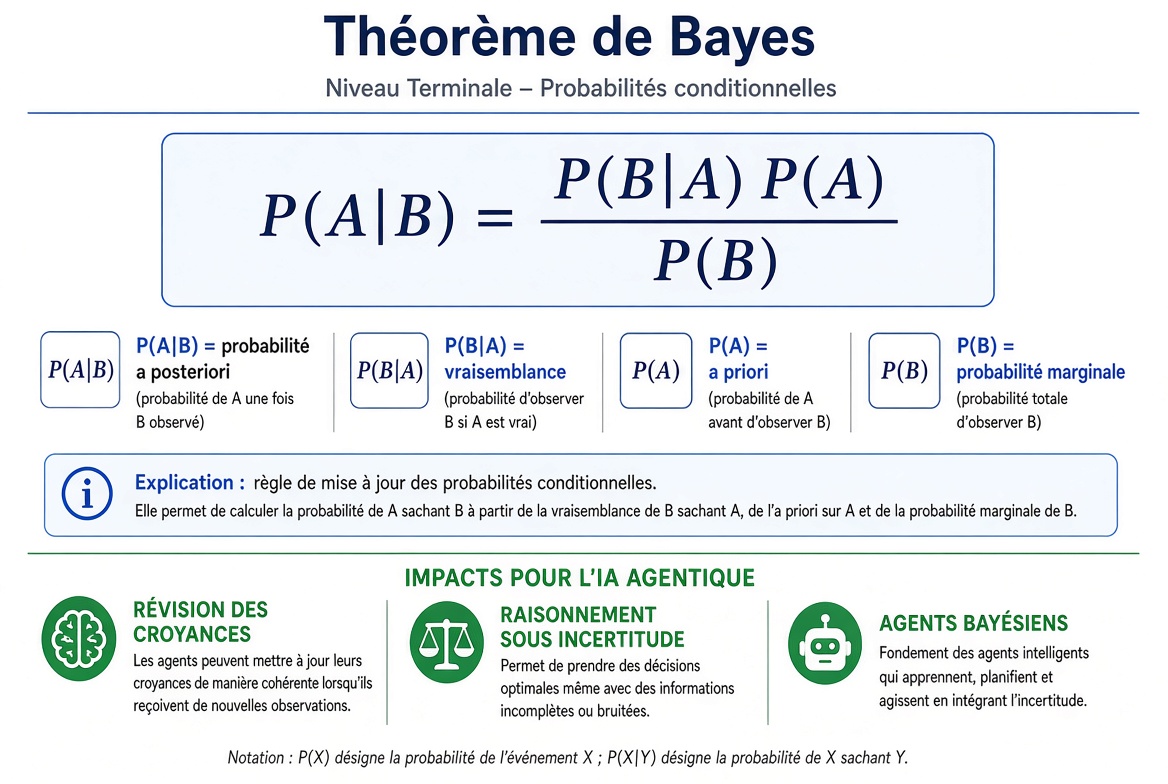 Théorème de Bayes
Niveau Terminale – Probabilités conditionnelles
P(A|B) = P(B|A) P(A) / P(B)
P(A|B)
P(A|B) = probabilité
a posteriori
(probabilité de A une fois
B observé)
P(B|A)
P(B|A) =
vraisemblance
(probabilité d'observer
B si A est vrai)
P(A)
P(A) =
a priori
(probabilité de A
avant d'observer B)
P(B)
P(B) =
probabilité marginale
(probabilité totale
d'observer B)
i
Explication : règle de mise à jour des probabilités conditionnelles.
Elle permet de calculer la probabilité de A sachant B à partir de la vraisemblance de B sachant A, de l'a priori sur A et de la probabilité marginale de B.
IMPACTS POUR L'IA AGENTIQUE
RÉVISION DES
CROYANCES
Les agents peuvent mettre à jour leurs
croyances de manière cohérente lorsqu'ils
reçoivent de nouvelles observations.
RAISONNEMENT
SOUS INCERTITUDE
Permet de prendre des décisions
optimales même avec des informations
incomplètes ou bruitées.
AGENTS BAYÉSIENS
Fondement des agents intelligents
qui apprennent, planifient et
agissent en intégrant l'incertitude.
Notation : P(X) désigne la probabilité de l'événement X ; P(X|Y) désigne la probabilité de X sachant Y.